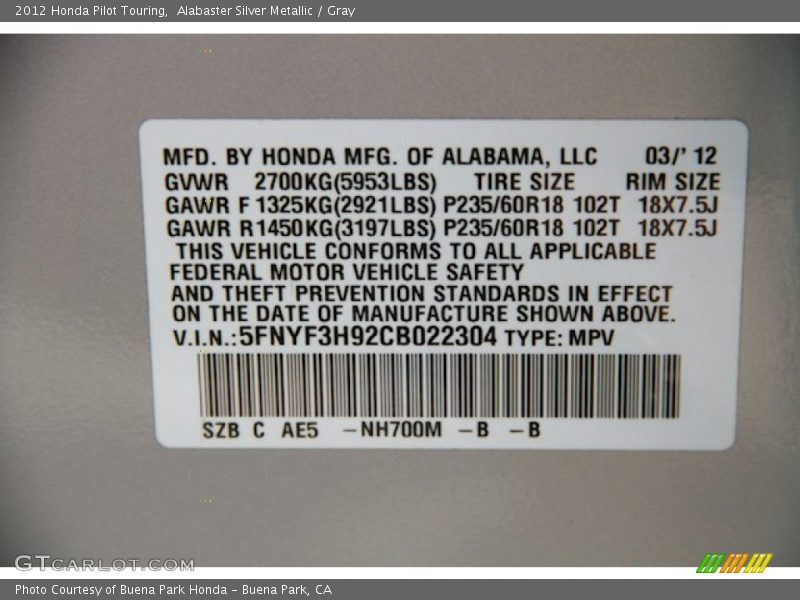 2012 Honda Pilot Touring,  Alabaster Silver Metallic / Gray
MFD. BY HONDA MFG. OF ALABAMA, LLC 03/' 12
GVWR 2700KG(5953LBS) TIRE SIZE RIM SIZE
GAWR F 1325KG(2921LBS) P235/60R18 102T 18X7.5J
GAWR R1450KG(3197LBS) P235/60R18 102T 18X7.5J
THIS VEHICLE CONFORMS TO ALL APPLICABLE
FEDERAL MOTOR VEHICLE SAFETY
AND THEFT PREVENTION STANDARDS IN EFFECT
ON THE DATE OF MANUFACTURE SHOWN ABOVE.
V.I.N.:5FNYF3H92CB022304 TYPE: MPV
SZB C AE5 -NH700M -B -B
GTCARLOT.COM
Photo Courtesy of Buena Park Honda - Buena Park, CA